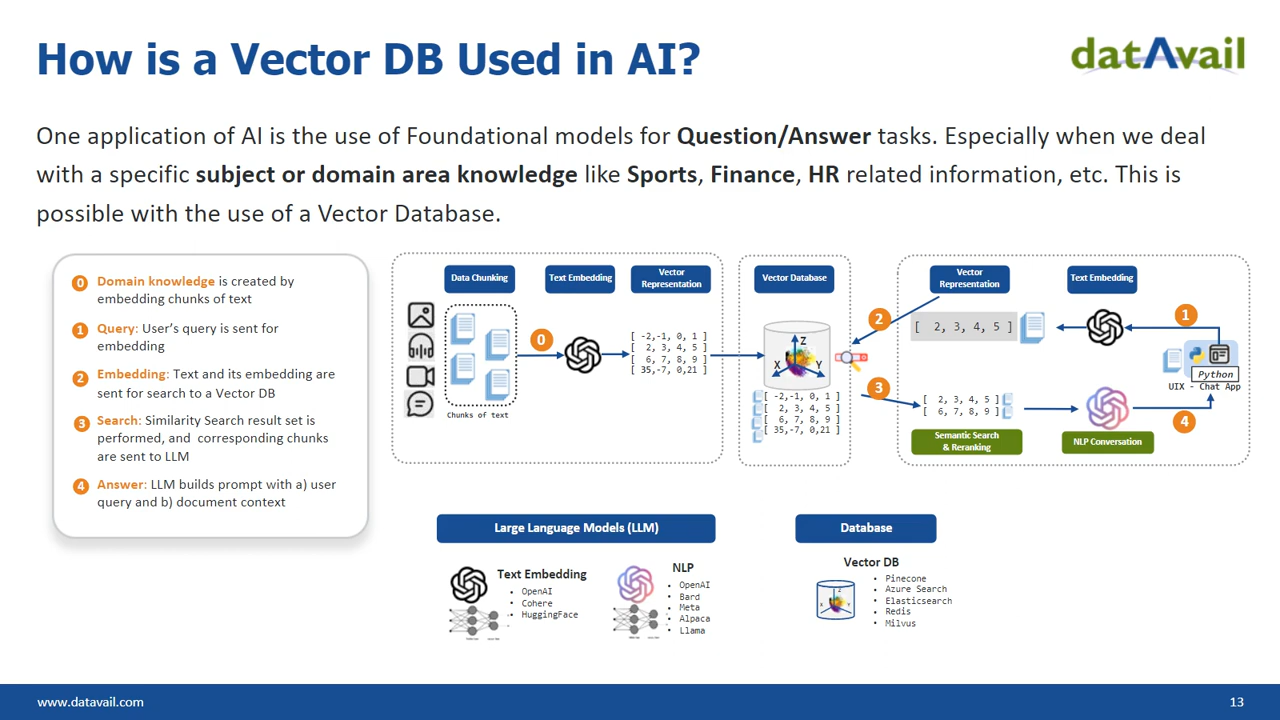 How is a Vector DB Used in AI?
datAvail
One application of AI is the use of Foundational models for Question/Answer tasks. Especially when we deal
with a specific subject or domain area knowledge like Sports, Finance, HR related information, etc. This is
possible with the use of a Vector Database.
0 Domain knowledge is created by
embedding chunks of text
1 Query: User's query is sent for
embedding
2 Embedding: Text and its embedding are
sent for search to a Vector DB
3 Search: Similarity Search result set is
performed, and corresponding chunks
are sent to LLM
4 Answer: LLM builds prompt with a) user
query and b) document context
Data Chunking
Chunks of text
0
Text Embedding
Vector
Representation
[ -2,-1, 0, 1 ]
[ 2, 3, 4, 5 ]
[ 6, 7, 8, 9 ]
[ 35,-7, 0,21 ]
Vector Database
Z
X Y
[ -2,-1, 0, 1 ]
[ 2, 3, 4, 5 ]
[ 6, 7, 8, 9 ]
[ 35,-7, 0,21 ]
2
3
Vector
Representation
[ 2, 3, 4, 5 ]
Text Embedding
1
Python
UIX - Chat App
[ 2, 3, 4, 5 ]
[ 6, 7, 8, 9 ]
Semantic Search
& Reranking
NLP Conversation
4
Large Language Models (LLM)
Text Embedding
• OpenAI
• Cohere
• HuggingFace
NLP
• OpenAI
• Bard
• Meta
• Alpaca
• Llama
Database
Vector DB
Z
X Y
• Pinecone
• Azure Search
• Elasticsearch
• Redis
• Milvus
www.datavail.com
13